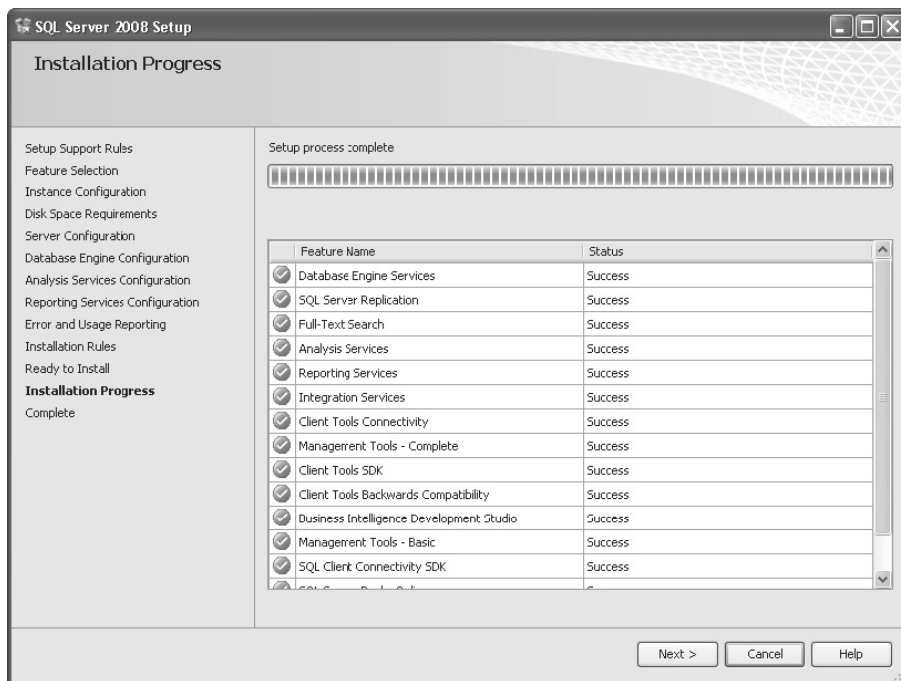 SQL Server 2008 Setup
Installation Progress
Setup Support Rules
Feature Selection
Instance Configuration
Disk Space Requirements
Server Configuration
Database Engine Configuration
Analysis Services Configuration
Reporting Services Configuration
Error and Usage Reporting
Installation Rules
Ready to Install
Installation Progress
Complete
Setup process complete
Feature Name Status
Database Engine Services Success
SQL Server Replication Success
Full-Text Search Success
Analysis Services Success
Reporting Services Success
Integration Services Success
Client Tools Connectivity Success
Management Tools - Complete Success
Client Tools SDK Success
Client Tools Backwards Compatibility Success
Business Intelligence Development Studio Success
Management Tools - Basic Success
SQL Client Connectivity SDK Success
Next >
Cancel
Help